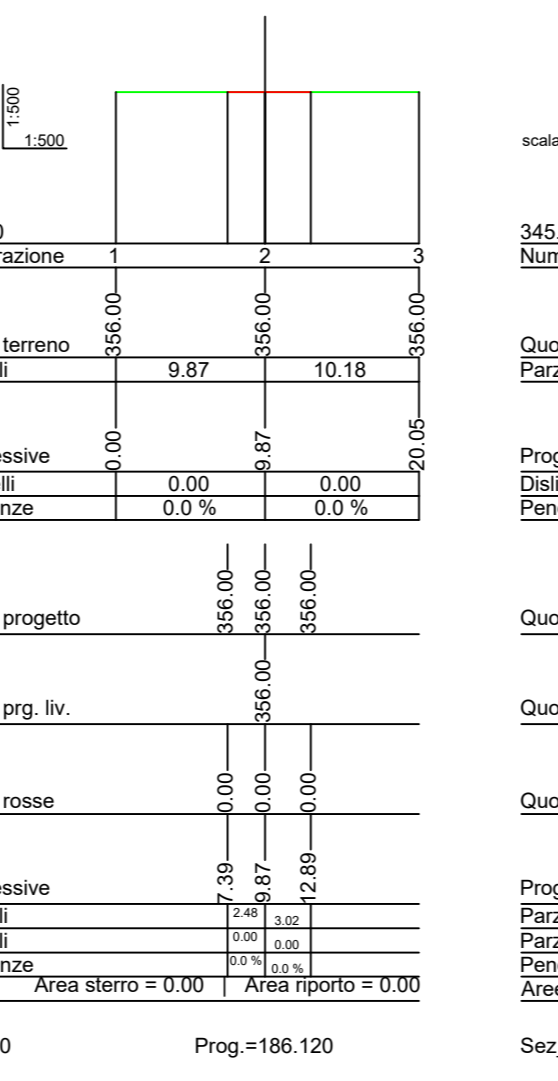 1:500
1:500
scala
0
345.
razione 1 2 3
Num
356.00 356.00 356.00
terreno
Quo
li 9.87 10.18
Parz
0.00 9.87 20.05
essive
Prog
elli 0.00 0.00
Disli
nze 0.0 % 0.0 %
Pen
356.00 356.00 356.00
progetto
Quo
356.00
prg. liv.
Quo
0.00 0.00 0.00
rosse
Quo
7.39 9.87 12.89
essive
Prog
li 2.48 3.02
Parz
li 0.00 0.00
Parz
nze 0.0 % 0.0 %
Pen
Area sterro = 0.00 | Area riporto = 0.00
Aree
0 Prog.=186.120
Sez